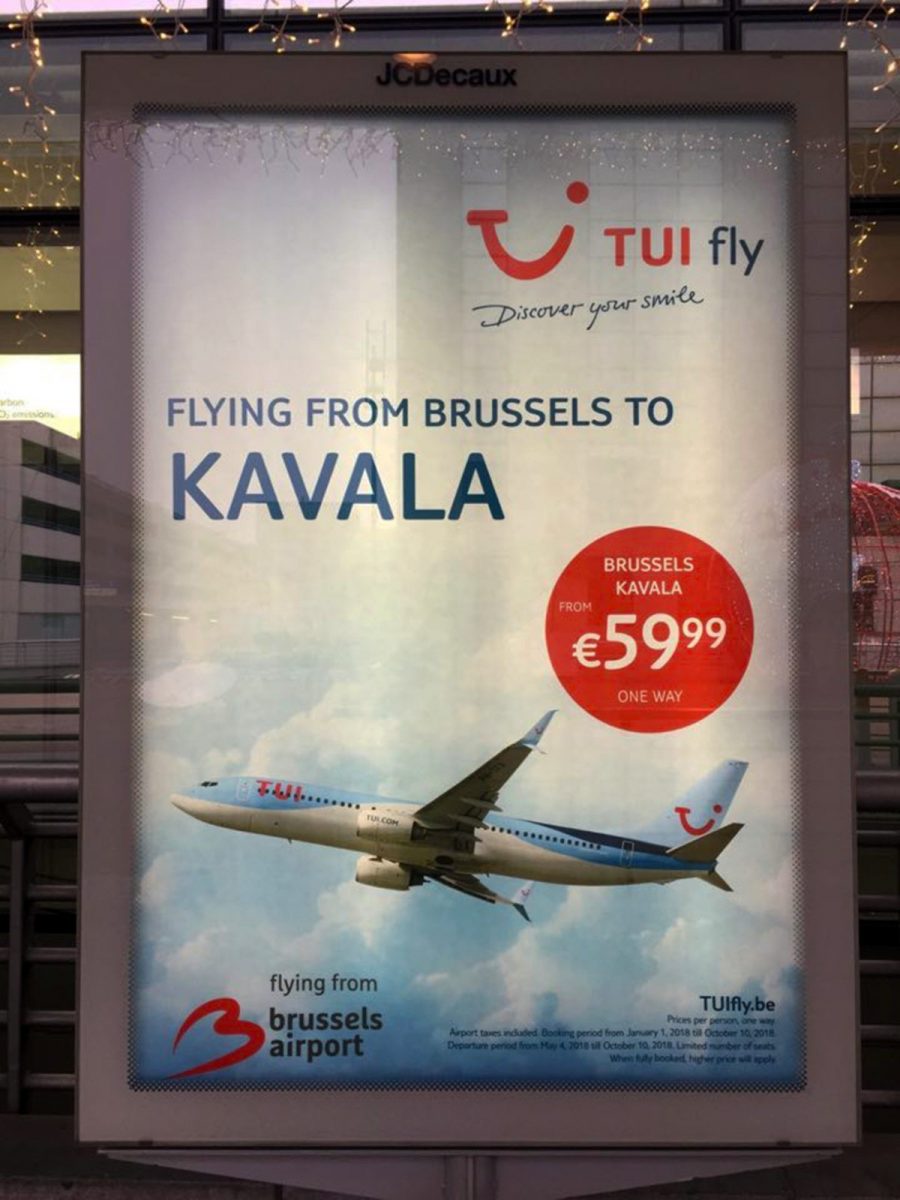 JCDecaux
TUI fly
Discover your smile
arbon
O₂ emissions
FLYING FROM BRUSSELS TO
KAVALA
BRUSSELS
KAVALA
FROM
€59⁹⁹
ONE WAY
TUI
TUI.COM
flying from
brussels
airport
TUIfly.be
Prices per person, one way.
Airport taxes included. Booking period from January 1, 2018 till October 10, 2018.
Departure period from May 4, 2018 till October 10, 2018. Limited number of seats.
When fully booked, higher price will apply.